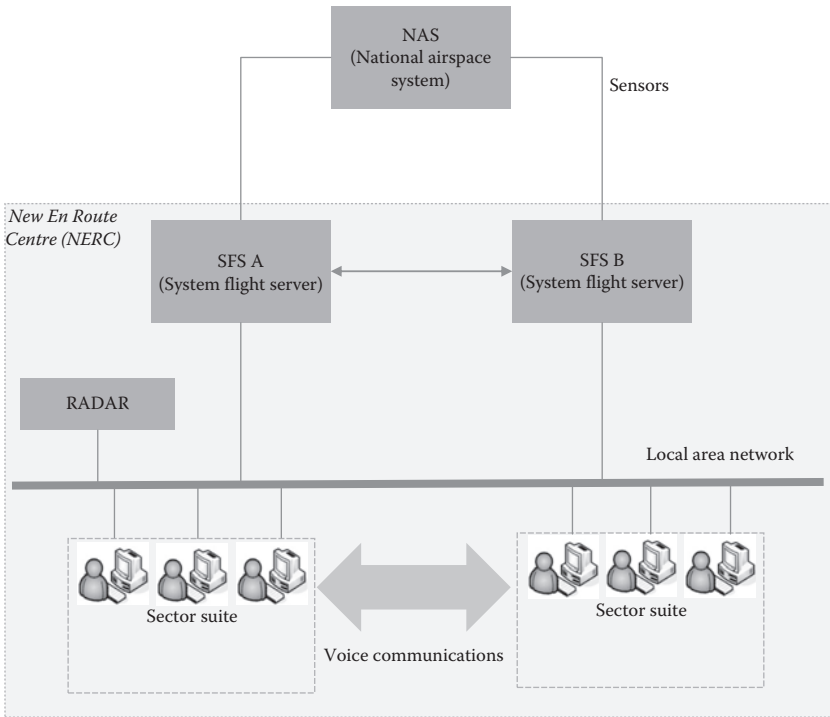 NAS
(National airspace
system)
Sensors
New En Route
Centre (NERC)
SFS A
(System flight server)
SFS B
(System flight server)
RADAR
Local area network
Sector suite
Sector suite
Voice communications